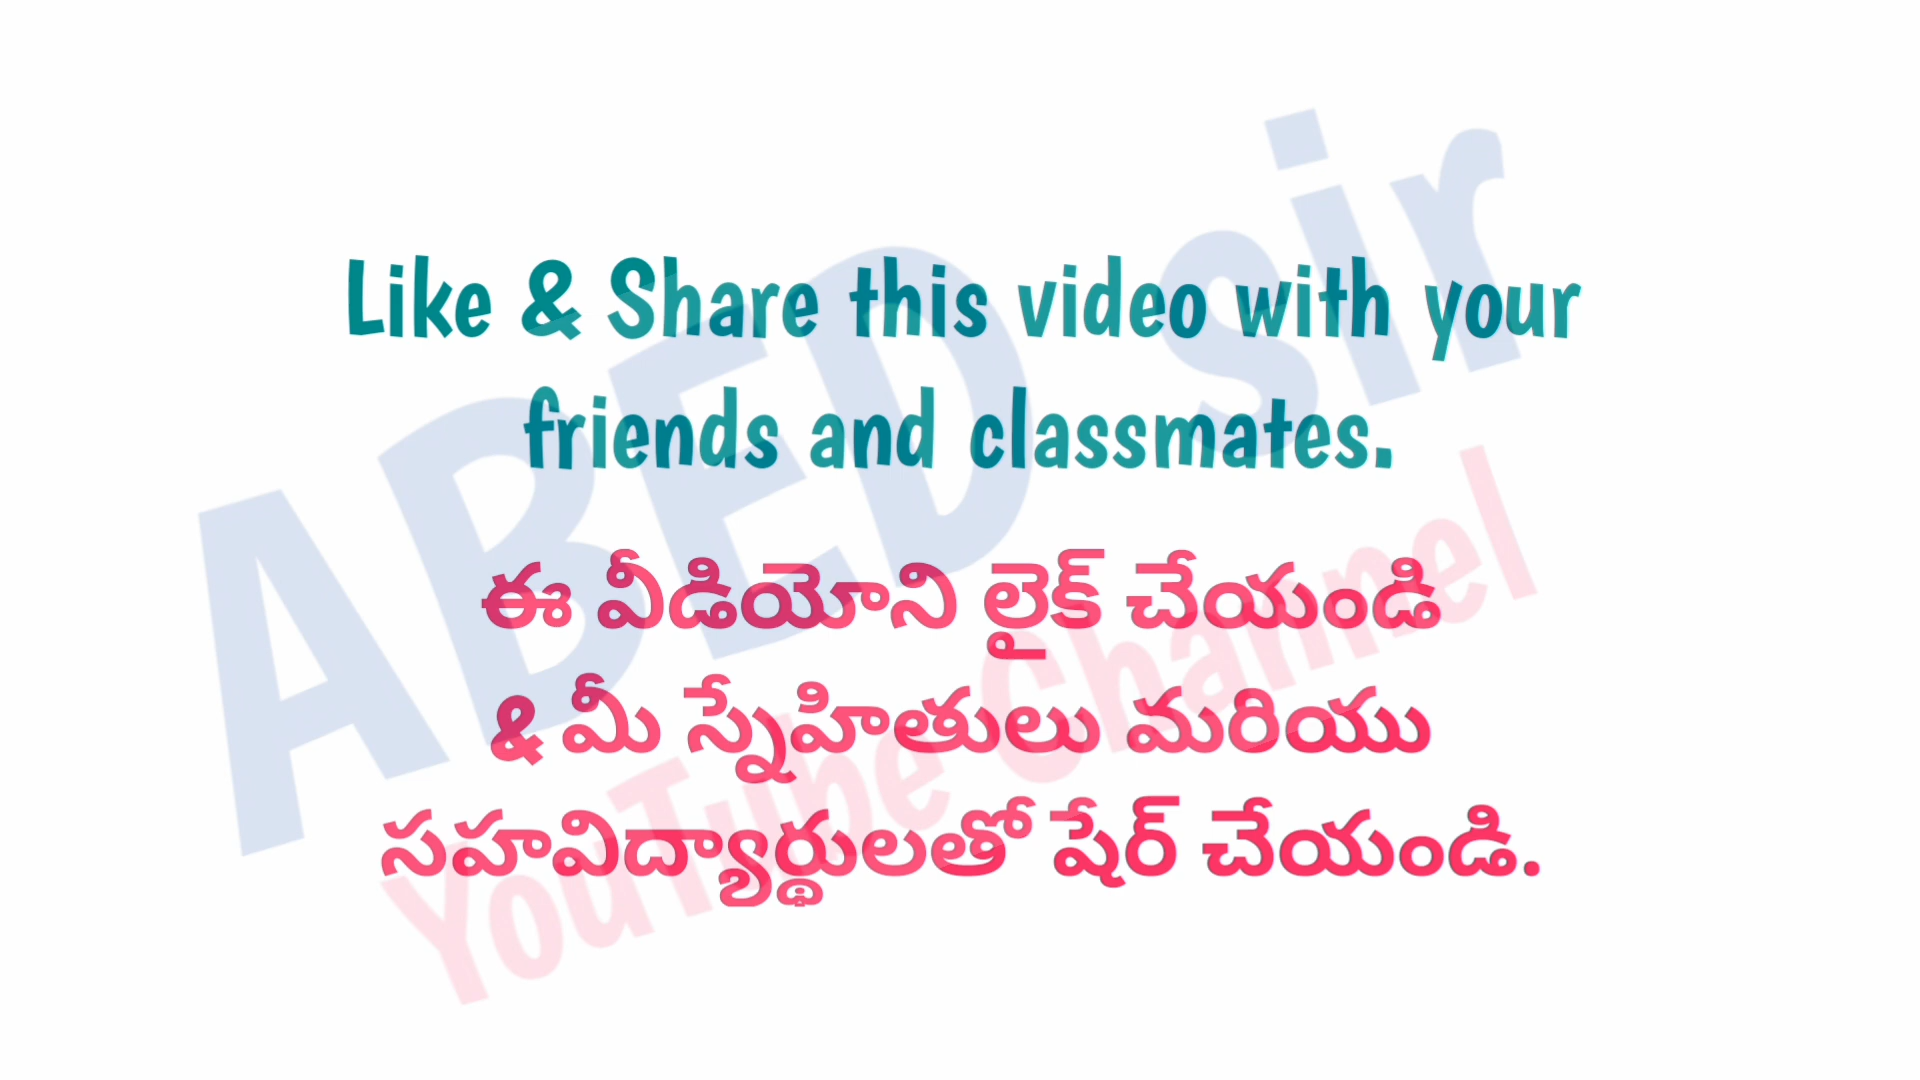 Like & Share this video with your
friends and classmates.
ఈ వీడియోని లైక్ చేయండి
& మీ స్నేహితులు మరియు
సహవిద్యార్థులతో షేర్ చేయండి.
ABED sir
YouTube Channel